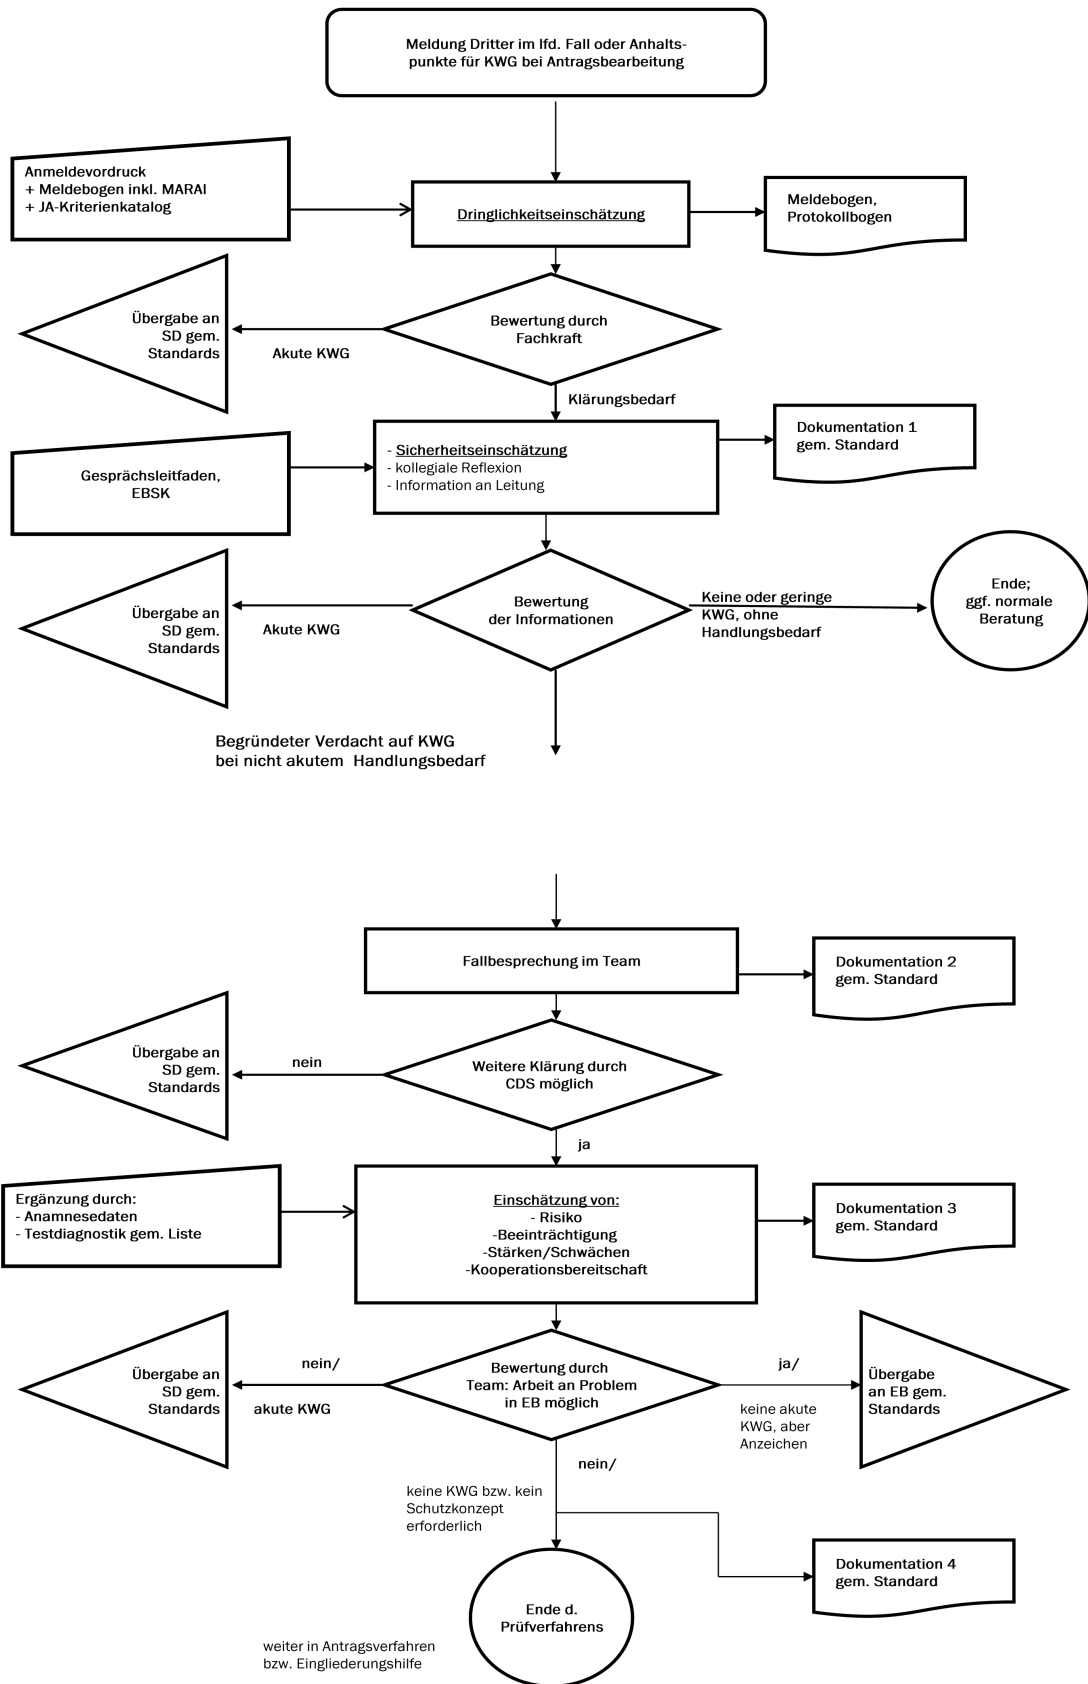 Meldung Dritter im lfd. Fall oder Anhalts-
punkte für KWG bei Antragsbearbeitung
Anmeldevordruck
+ Meldebogen inkl. MARAI
+ JA-Kriterienkatalog
Dringlichkeitseinschätzung
Meldebogen,
Protokollbogen
Übergabe an
SD gem.
Standards
Akute KWG
Bewertung durch
Fachkraft
Klärungsbedarf
Gesprächsleitfaden,
EBSK
- Sicherheitseinschätzung
- kollegiale Reflexion
- Information an Leitung
Dokumentation 1
gem. Standard
Übergabe an
SD gem.
Standards
Akute KWG
Bewertung
der Informationen
Keine oder geringe
KWG, ohne
Handlungsbedarf
Ende;
ggf. normale
Beratung
Begründeter Verdacht auf KWG
bei nicht akutem Handlungsbedarf
Fallbesprechung im Team
Dokumentation 2
gem. Standard
Übergabe an
SD gem.
Standards
nein
Weitere Klärung durch
CDS möglich
ja
Ergänzung durch:
- Anamnesedaten
- Testdiagnostik gem. Liste
Einschätzung von:
- Risiko
-Beeinträchtigung
-Stärken/Schwächen
-Kooperationsbereitschaft
Dokumentation 3
gem. Standard
Übergabe an
SD gem.
Standards
nein/
akute KWG
Bewertung durch
Team: Arbeit an Problem
in EB möglich
ja/
keine akute
KWG, aber
Anzeichen
Übergabe
an EB gem.
Standards
nein/
keine KWG bzw. kein
Schutzkonzept
erforderlich
Dokumentation 4
gem. Standard
Ende d.
Prüfverfahrens
weiter in Antragsverfahren
bzw. Eingliederungshilfe